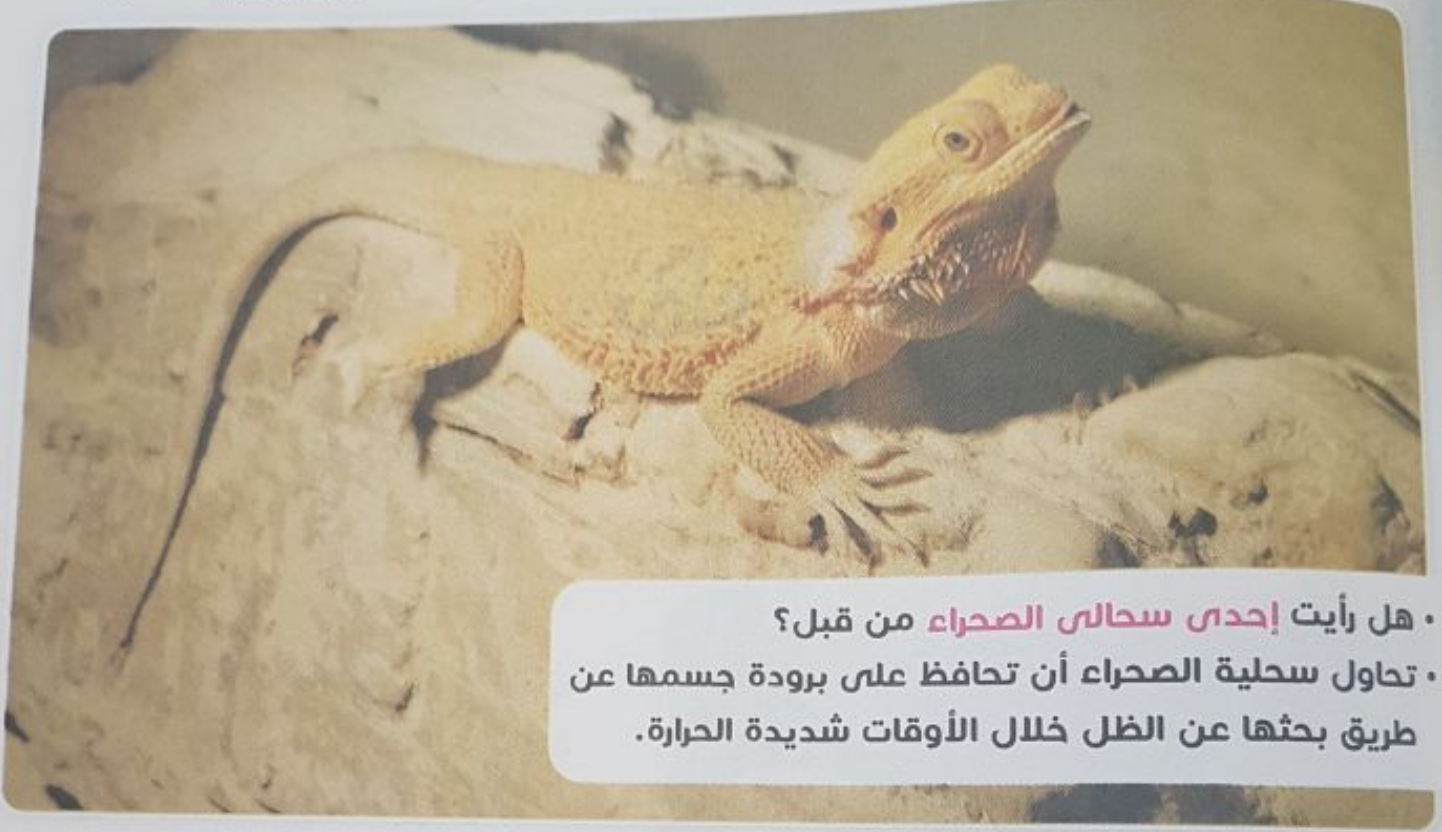 • هل رأيت إحدى سحالى الصحراء من قبل؟
• تحاول سحلية الصحراء أن تحافظ على برودة جسمها عن
طريق بحثها عن الظل خلال الأوقات شديدة الحرارة.